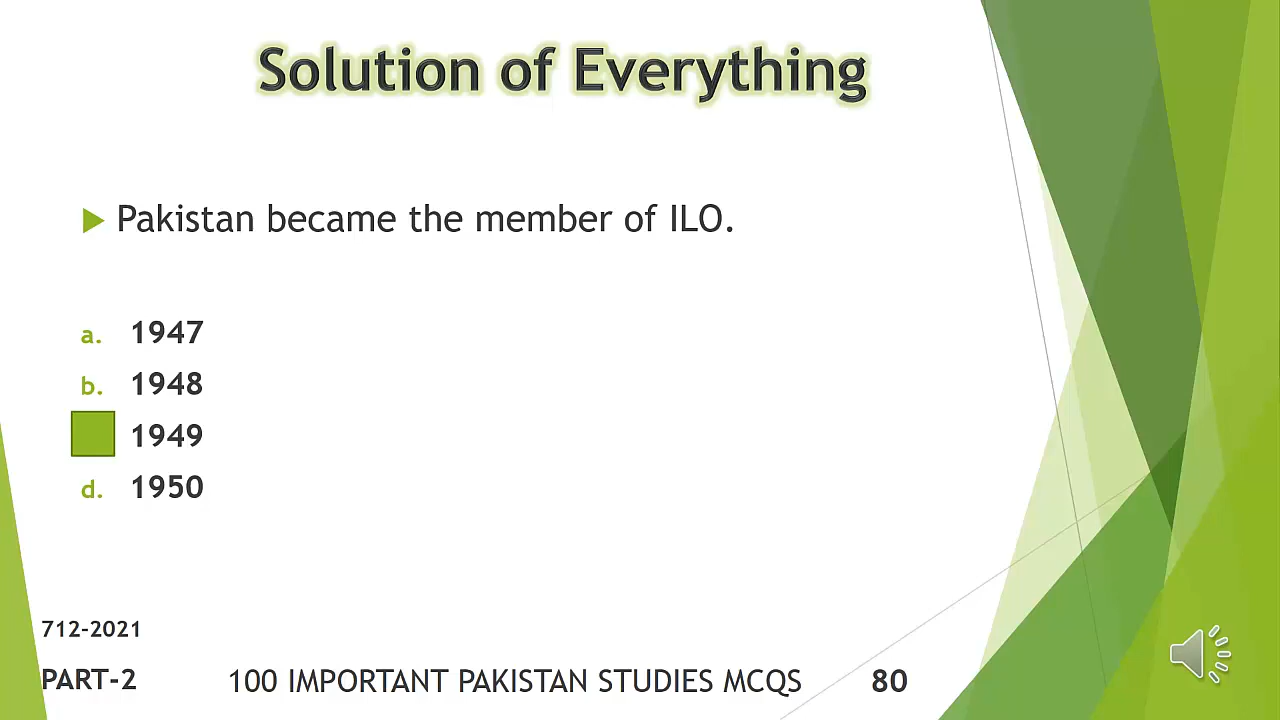 Solution of Everything
Pakistan became the member of ILO.
a. 1947
b. 1948
1949
d. 1950
712-2021
PART-2 100 IMPORTANT PAKISTAN STUDIES MCQS 80